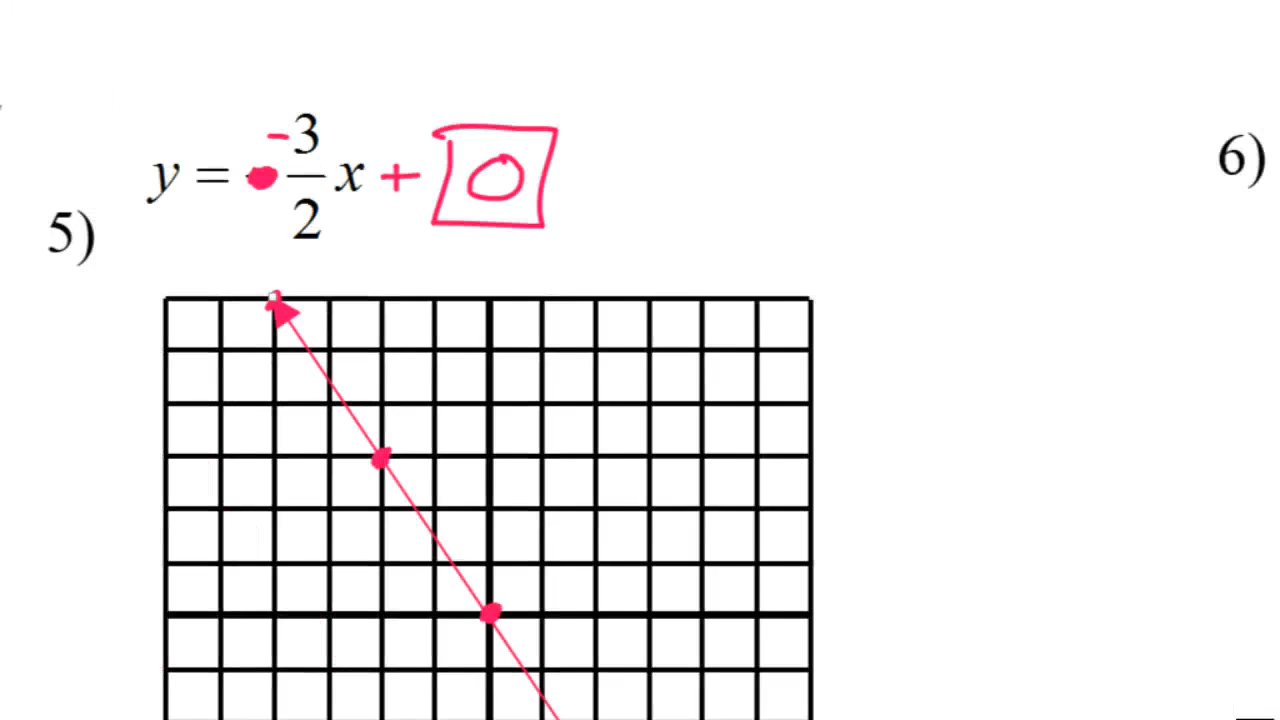 y = -3/2 x + 0
5)
6)